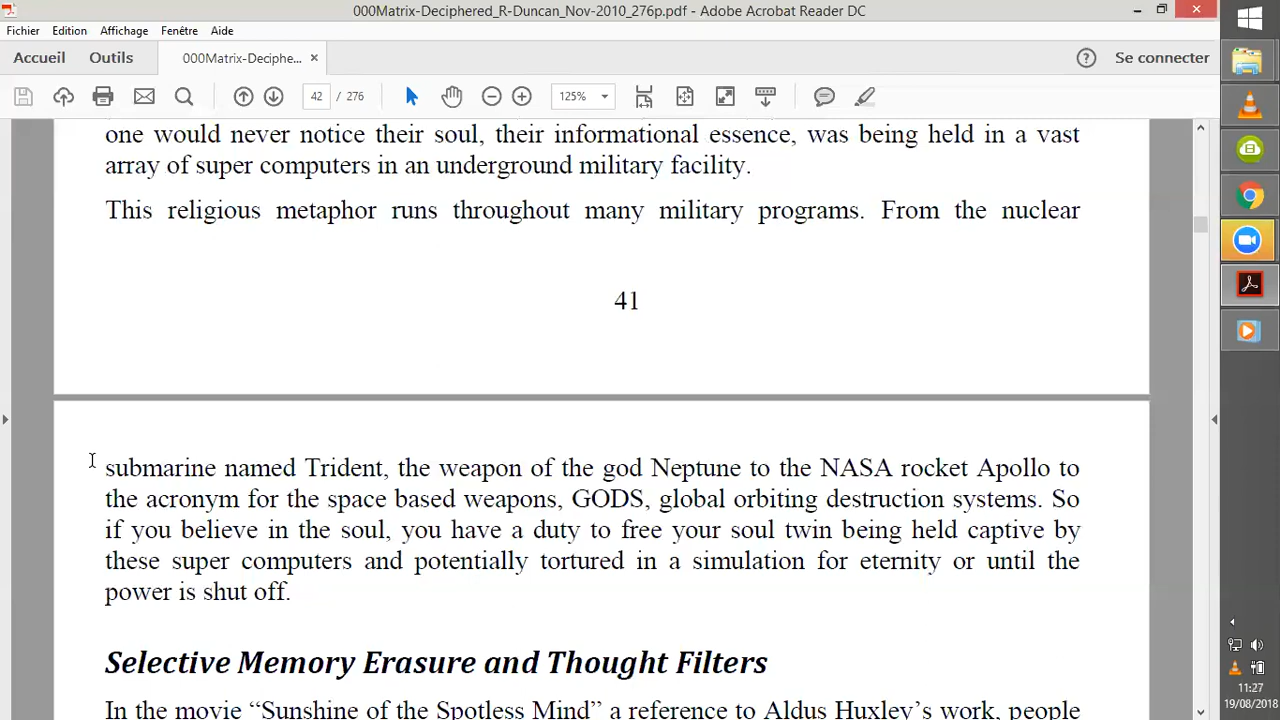 000Matrix-Deciphered_R-Duncan_Nov-2010_276p.pdf - Adobe Acrobat Reader DC
Fichier Edition Affichage Fenêtre Aide
Accueil Outils 000Matrix-Deciphe... × Se connecter
42 / 276 125%
one would never notice their soul, their informational essence, was being held in a vast
array of super computers in an underground military facility.
This religious metaphor runs throughout many military programs. From the nuclear
41
submarine named Trident, the weapon of the god Neptune to the NASA rocket Apollo to
the acronym for the space based weapons, GODS, global orbiting destruction systems. So
if you believe in the soul, you have a duty to free your soul twin being held captive by
these super computers and potentially tortured in a simulation for eternity or until the
power is shut off.
Selective Memory Erasure and Thought Filters
In the movie “Sunshine of the Spotless Mind” a reference to Aldus Huxley’s work, people
11:27
19/08/2018